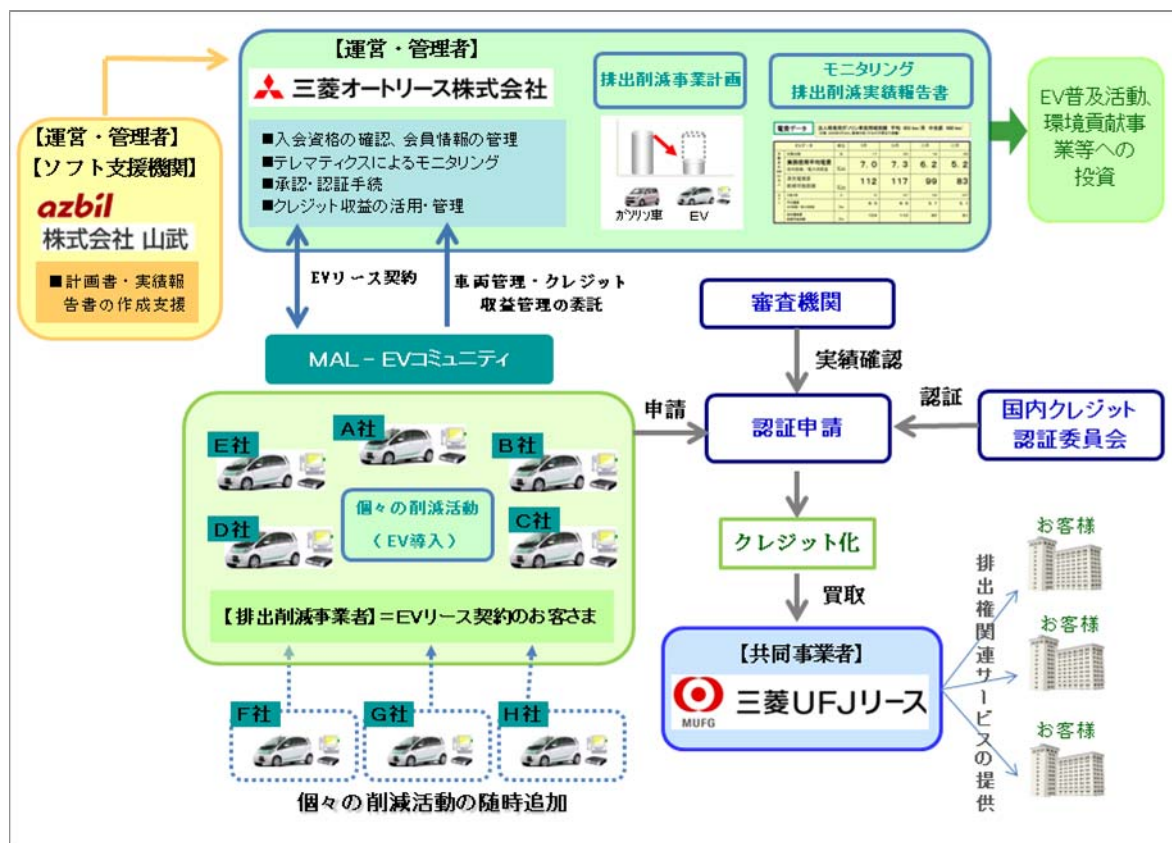 【運営・管理者】
三菱オートリース株式会社
■入会資格の確認、会員情報の管理
■テレマティクスによるモニタリング
■承認・認証手続
■クレジット収益の活用・管理
排出削減事業計画
ガソリン車
EV
モニタリング
排出削減実績報告書
電費データ
7.0
7.3
6.2
5.2
112
117
99
83
EV普及活動、
環境貢献事
業等への
投資
【運営・管理者】
【ソフト支援機関】
azbil
株式会社 山武
■計画書・実績報
告書の作成支援
EVリース契約
車両管理・クレジット
収益管理の委託
MAL－EVコミュニティ
A社
E社
B社
D社
C社
個々の削減活動
（EV導入）
【排出削減事業者】＝EVリース契約のお客さま
F社
G社
H社
個々の削減活動の随時追加
審査機関
実績確認
申請
認証申請
認証
国内クレジット
認証委員会
クレジット化
買取
【共同事業者】
MUFG
三菱UFJリース
排出権関連サービスの提供
お客様
お客様
お客様